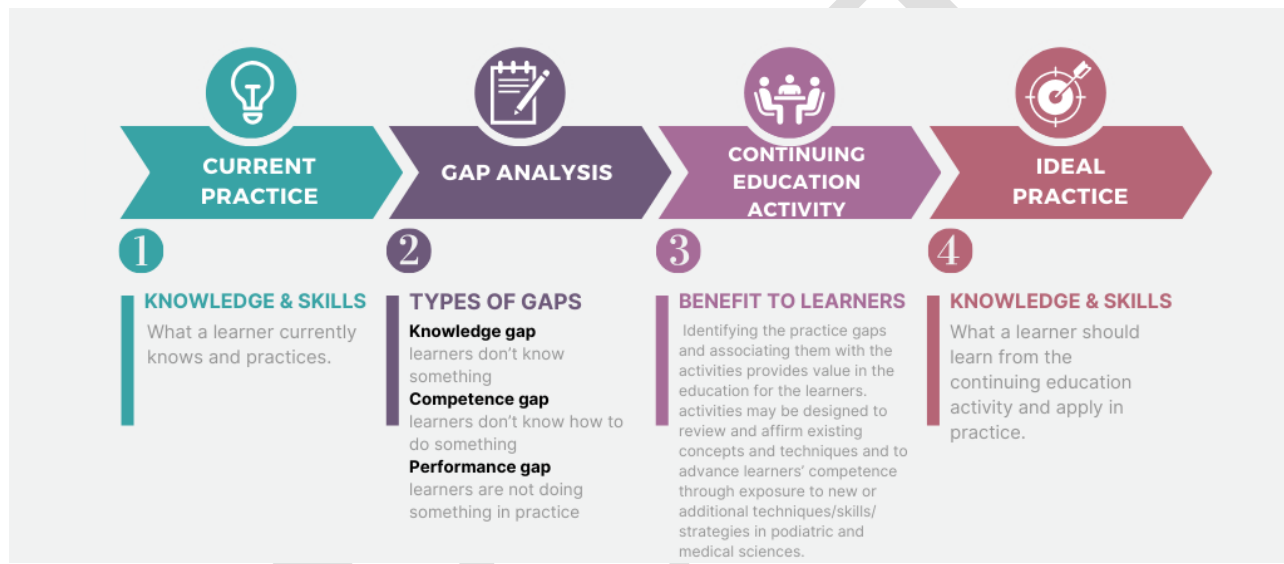 CURRENT
PRACTICE
GAP ANALYSIS
CONTINUING
EDUCATION
ACTIVITY
IDEAL
PRACTICE
1
KNOWLEDGE & SKILLS
What a learner currently
knows and practices.
2
TYPES OF GAPS
Knowledge gap
learners don't know
something
Competence gap
learners don't know how to
do something
Performance gap
learners are not doing
something in practice
3
BENEFIT TO LEARNERS
Identifying the practice gaps
and associating them with the
activities provides value in the
education for the learners.
activities may be designed to
review and affirm existing
concepts and techniques and to
advance learners' competence
through exposure to new or
additional techniques/skills/
strategies in podiatric and
medical sciences.
4
KNOWLEDGE & SKILLS
What a learner should
learn from the
continuing education
activity and apply in
practice.